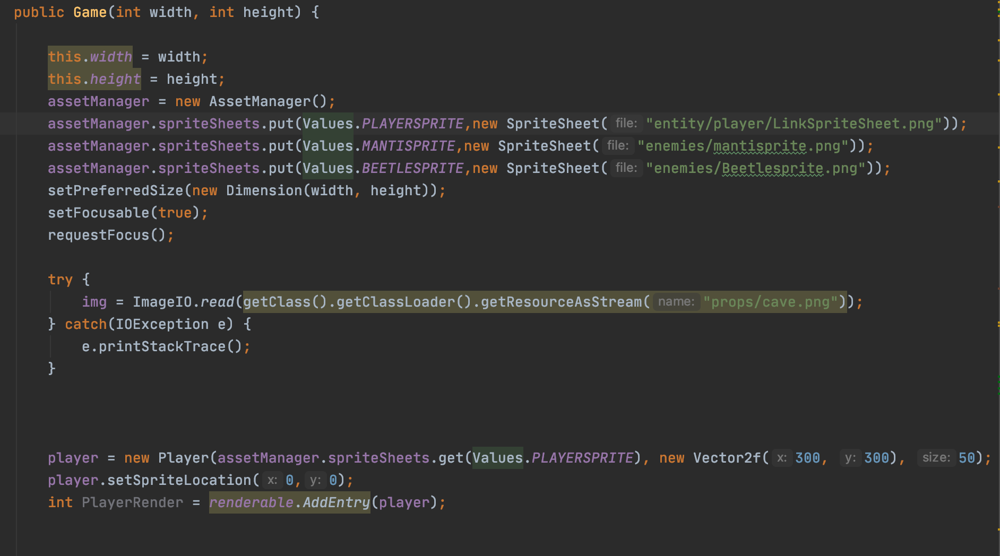 public Game(int width, int height) {
this.width = width;
this.height = height;
assetManager = new AssetManager();
assetManager.spriteSheets.put(Values.PLAYERSPRITE,new SpriteSheet( file: "entity/player/LinkSpriteSheet.png"));
assetManager.spriteSheets.put(Values.MANTISPRITE,new SpriteSheet( file: "enemies/mantisprite.png"));
assetManager.spriteSheets.put(Values.BEETLESPRITE,new SpriteSheet( file: "enemies/Beetlesprite.png"));
setPreferredSize(new Dimension(width, height));
setFocusable(true);
requestFocus();
try {
img = ImageIO.read(getClass().getClassLoader().getResourceAsStream( name: "props/cave.png"));
} catch(IOException e) {
e.printStackTrace();
}
player = new Player(assetManager.spriteSheets.get(Values.PLAYERSPRITE), new Vector2f( x: 300, y: 300), size: 50);
player.setSpriteLocation( x: 0, y: 0);
int PlayerRender = renderable.AddEntry(player);